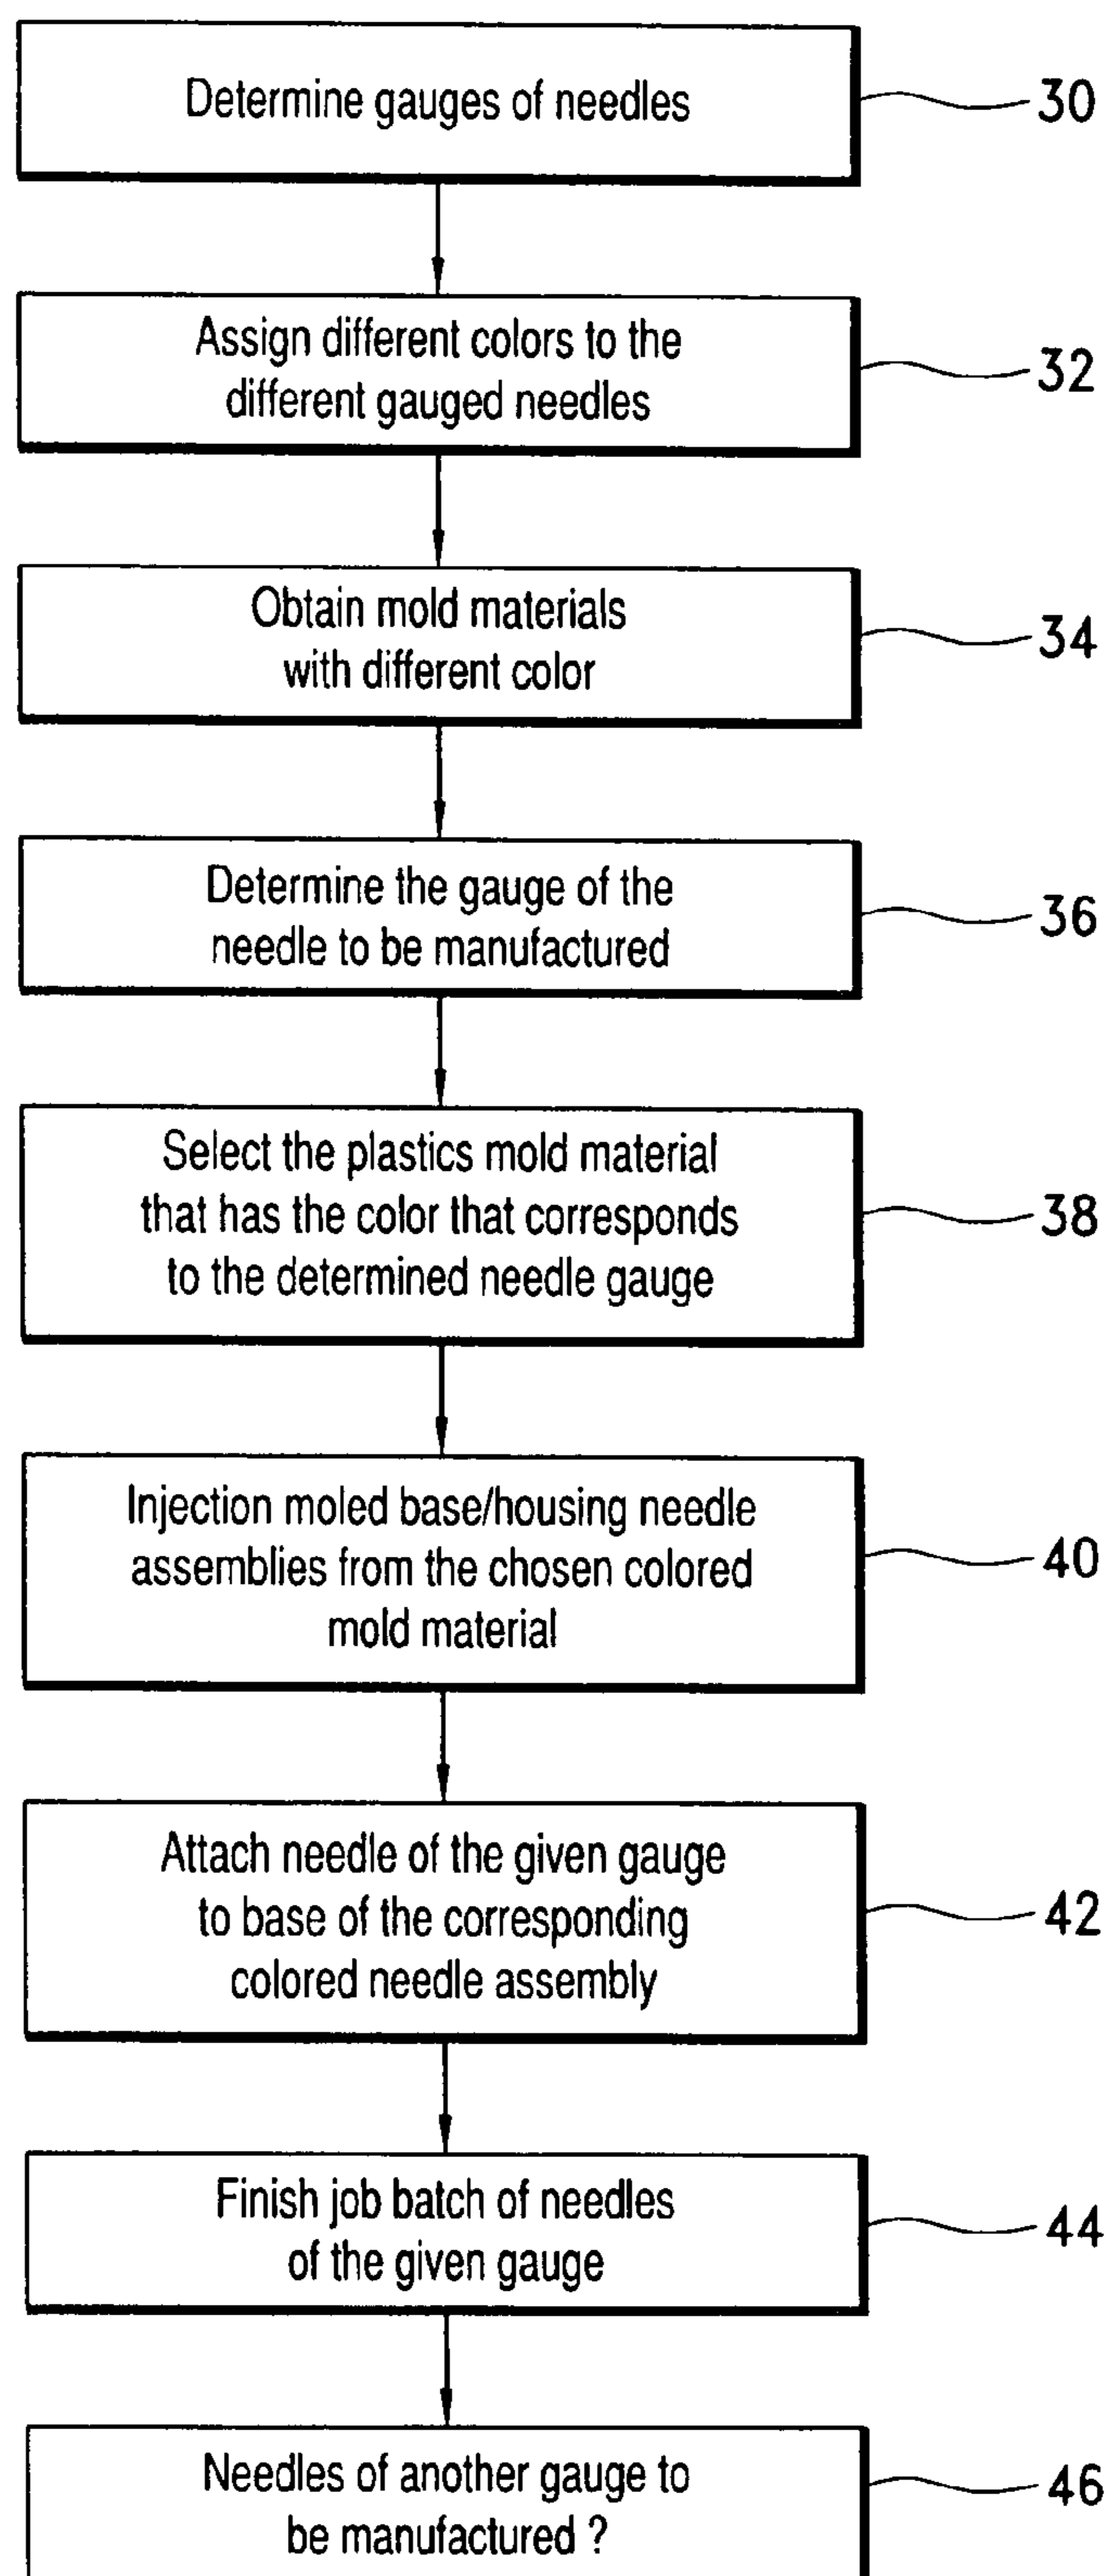 Determine gauges of needles
30
Assign different colors to the
different gauged needles
32
Obtain mold materials
with different color
34
Determine the gauge of the
needle to be manufactured
36
Select the plastics mold material
that has the color that corresponds
to the determined needle gauge
38
Injection moled base/housing needle
assemblies from the chosen colored
mold material
40
Attach needle of the given gauge
to base of the corresponding
colored needle assembly
42
Finish job batch of needles
of the given gauge
44
Needles of another gauge to
be manufactured ?
46